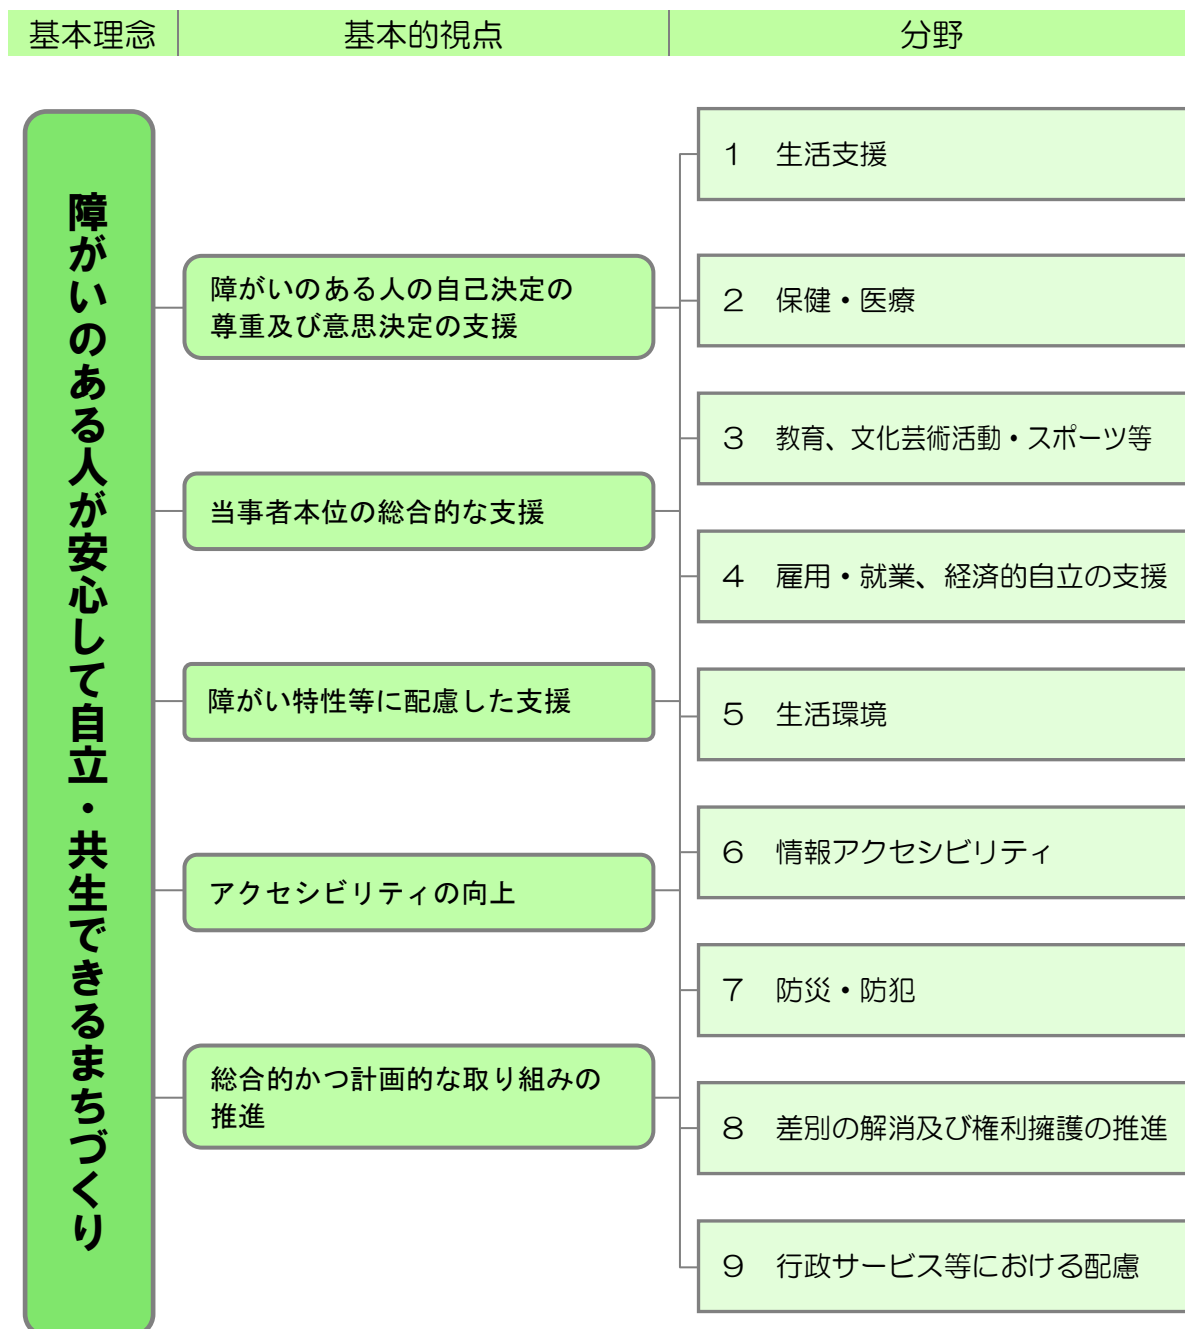 基本理念
基本的視点
分野
障がいのある人が安心して自立・共生できるまちづくり
障がいのある人の自己決定の
尊重及び意思決定の支援
当事者本位の総合的な支援
障がい特性等に配慮した支援
アクセシビリティの向上
総合的かつ計画的な取り組みの
推進
1 生活支援
2 保健・医療
3 教育、文化芸術活動・スポーツ等
4 雇用・就業、経済的自立の支援
5 生活環境
6 情報アクセシビリティ
7 防災・防犯
8 差別の解消及び権利擁護の推進
9 行政サービス等における配慮